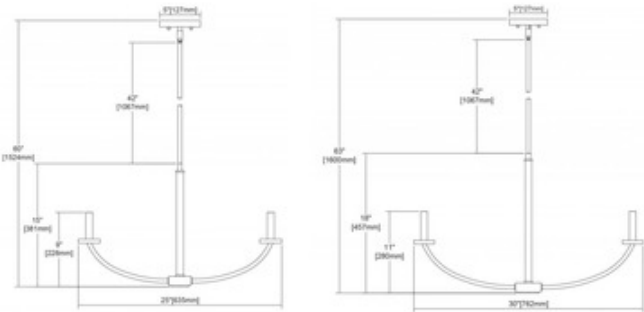 5"[127mm]
42"
[1067mm]
60"
[1524mm]
15"
[381mm]
9"
[228mm]
25"[635mm]
5"[127mm]
42"
[1067mm]
63"
[1600mm]
18"
[457mm]
11"
[280mm]
30"[762mm]